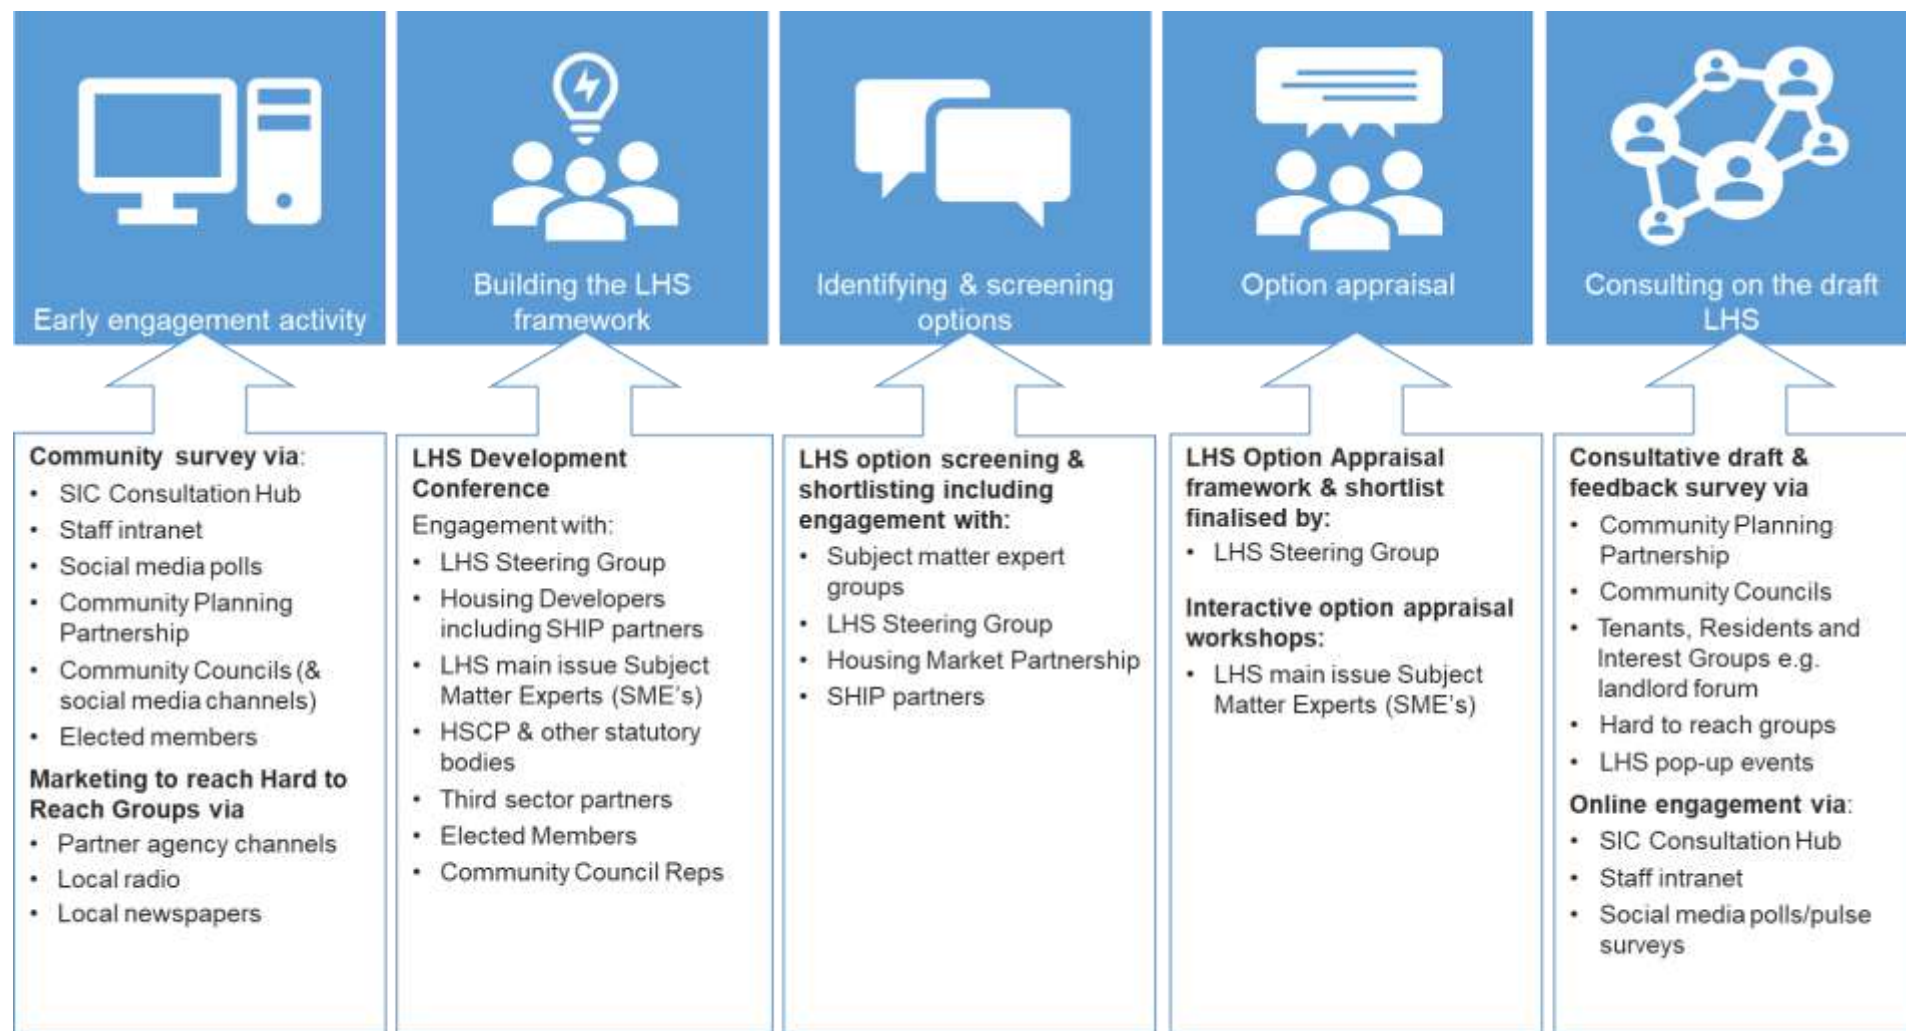 Early engagement activity
Community survey via:
• SIC Consultation Hub
• Staff intranet
• Social media polls
• Community Planning
Partnership
• Community Councils (&
social media channels)
• Elected members
Marketing to reach Hard to
Reach Groups via
• Partner agency channels
• Local radio
• Local newspapers
Building the LHS
framework
LHS Development
Conference
Engagement with:
• LHS Steering Group
• Housing Developers
including SHIP partners
• LHS main issue Subject
Matter Experts (SME's)
• HSCP & other statutory
bodies
• Third sector partners
• Elected Members
• Community Council Reps
Identifying & screening
options
LHS option screening &
shortlisting including
engagement with:
• Subject matter expert
groups
• LHS Steering Group
• Housing Market Partnership
• SHIP partners
Option appraisal
LHS Option Appraisal
framework & shortlist
finalised by:
• LHS Steering Group
Interactive option appraisal
workshops:
• LHS main issue Subject
Matter Experts (SME's)
Consulting on the draft
LHS
Consultative draft &
feedback survey via
• Community Planning
Partnership
• Community Councils
• Tenants, Residents and
Interest Groups e.g.
landlord forum
• Hard to reach groups
• LHS pop-up events
Online engagement via:
• SIC Consultation Hub
• Staff intranet
• Social media polls/pulse
surveys